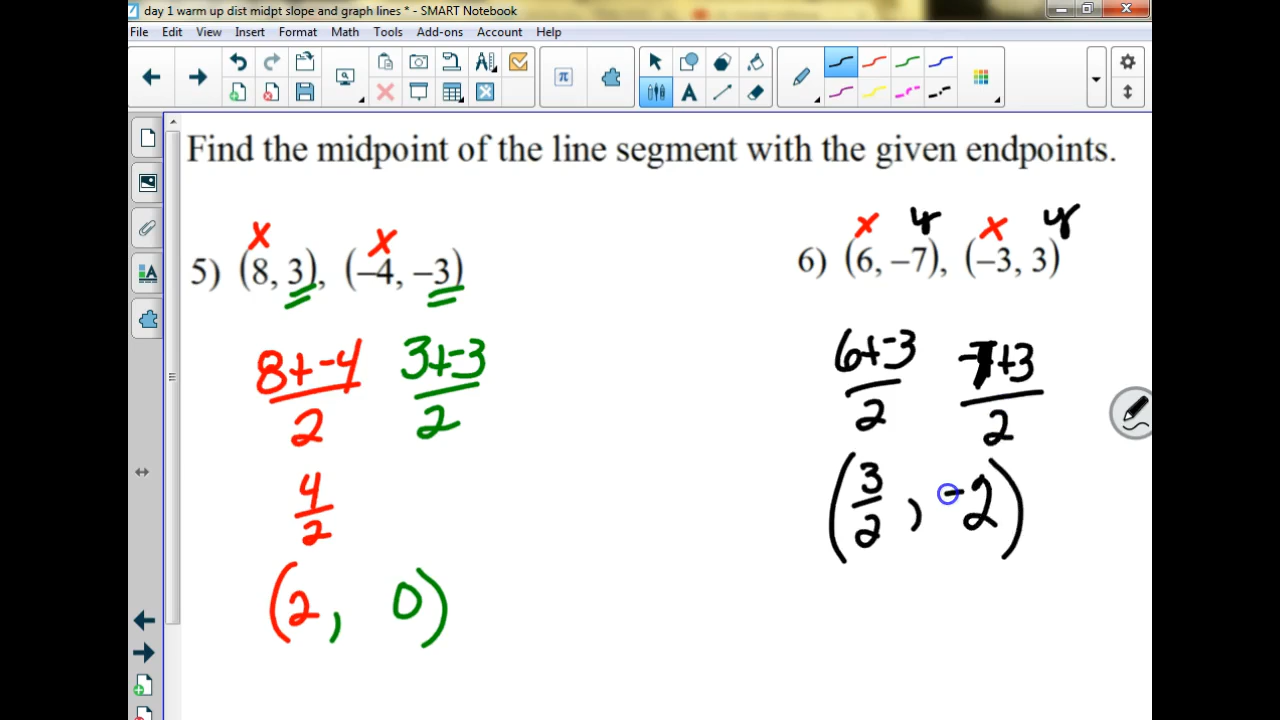 day 1 warm up dist midpt slope and graph lines * - SMART Notebook
File Edit View Insert Format Math Tools Add-ons Account Help
Find the midpoint of the line segment with the given endpoints.
x x
5) (8, 3), (–4, –3)
8+-4 3+-3
2 2
4
2
(2, 0)
x y x y
6) (6, –7), (–3, 3)
6+-3 -7+3
2 2
(3/2, -2)